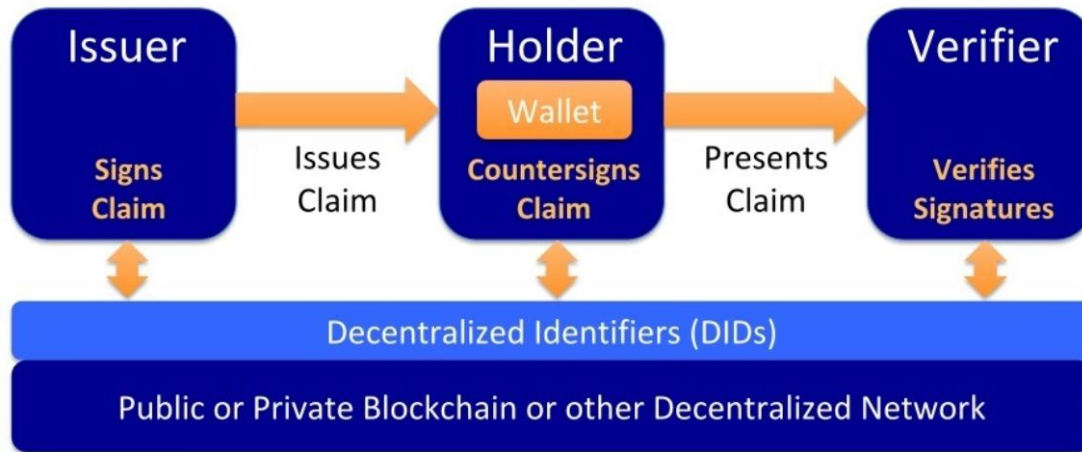 Issuer
Signs
Claim
Issues
Claim
Holder
Wallet
Countersigns
Claim
Presents
Claim
Verifier
Verifies
Signatures
Decentralized Identifiers (DIDs)
Public or Private Blockchain or other Decentralized Network